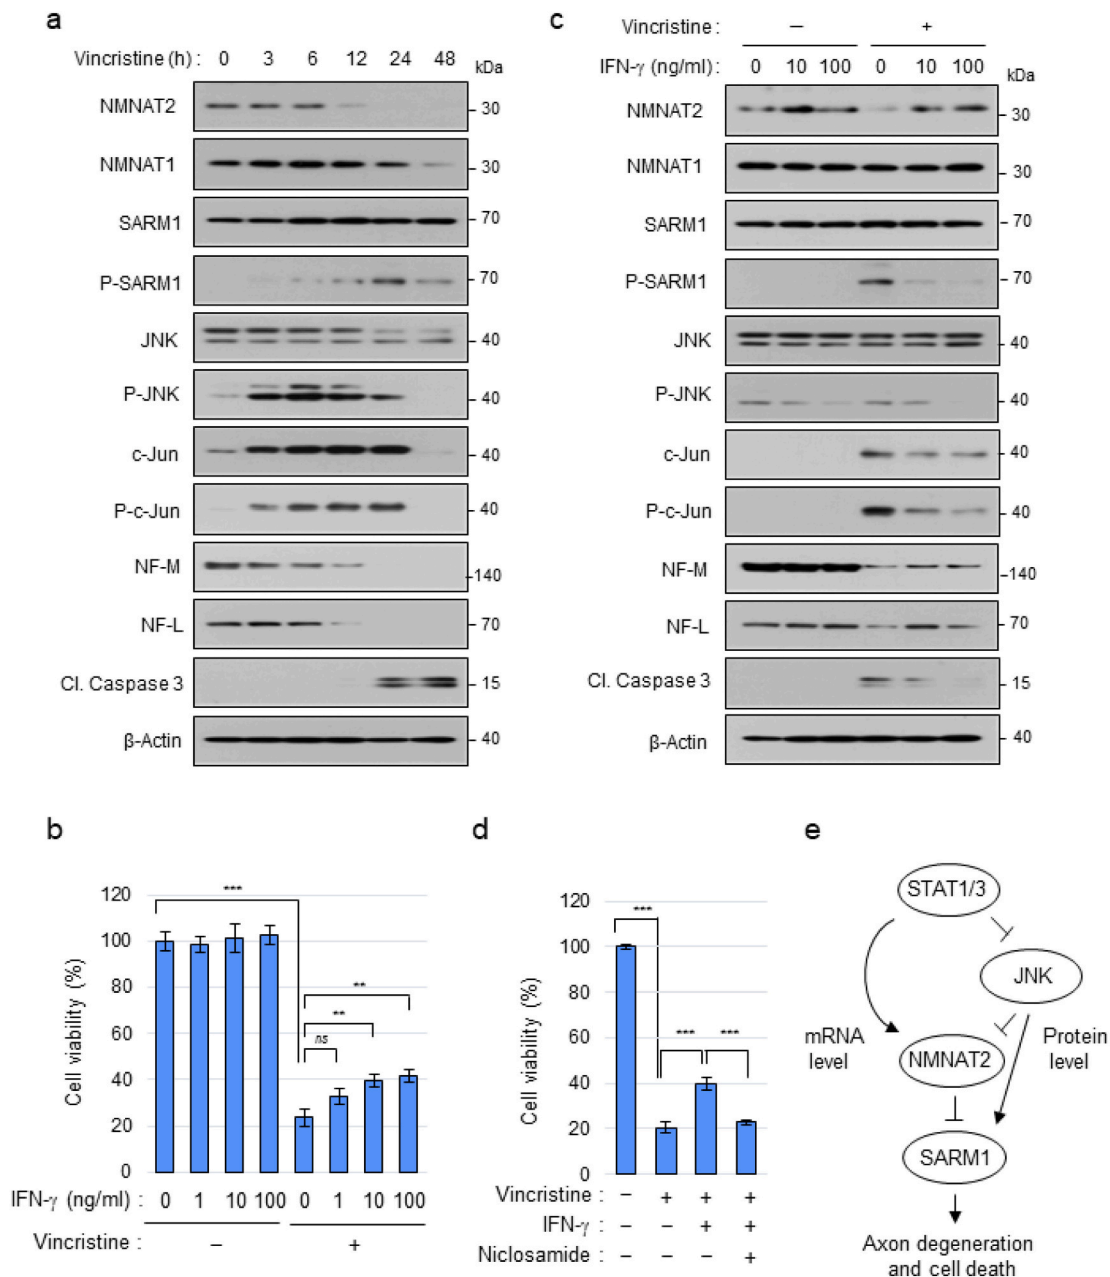 a
Vincristine (h) : 0 3 6 12 24 48 kDa
NMNAT2 30
NMNAT1 30
SARM1 70
P-SARM1 70
JNK 40
P-JNK 40
c-Jun 40
P-c-Jun 40
NF-M 140
NF-L 70
Cl. Caspase 3 15
β-Actin 40
c
Vincristine : – +
IFN-γ (ng/ml) : 0 10 100 0 10 100 kDa
NMNAT2 30
NMNAT1 30
SARM1 70
P-SARM1 70
JNK 40
P-JNK 40
c-Jun 40
P-c-Jun 40
NF-M 140
NF-L 70
Cl. Caspase 3 15
β-Actin 40
b
Cell viability (%)
120
100
80
60
40
20
0
***
**
**
ns
IFN-γ (ng/ml) : 0 1 10 100 0 1 10 100
Vincristine : – +
d
Cell viability (%)
120
100
80
60
40
20
0
*** *** ***
Vincristine : – + + +
IFN-γ : – – + +
Niclosamide : – – – +
e
STAT1/3
JNK
mRNA level
Protein level
NMNAT2
SARM1
Axon degeneration
and cell death